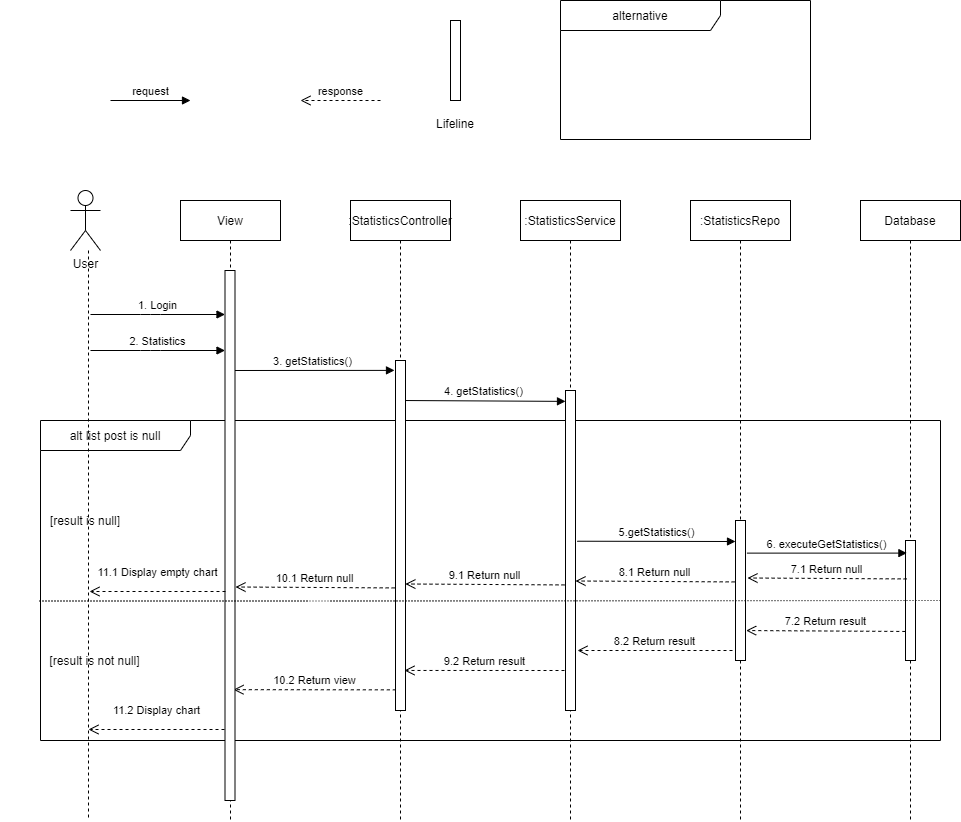 alternative
request
response
Lifeline
User
View
:StatisticsController
:StatisticsService
:StatisticsRepo
Database
1. Login
2. Statistics
3. getStatistics()
4. getStatistics()
alt list post is null
[result is null]
5.getStatistics()
6. executeGetStatistics()
7.1 Return null
8.1 Return null
9.1 Return null
10.1 Return null
11.1 Display empty chart
7.2 Return result
8.2 Return result
[result is not null]
9.2 Return result
10.2 Return view
11.2 Display chart